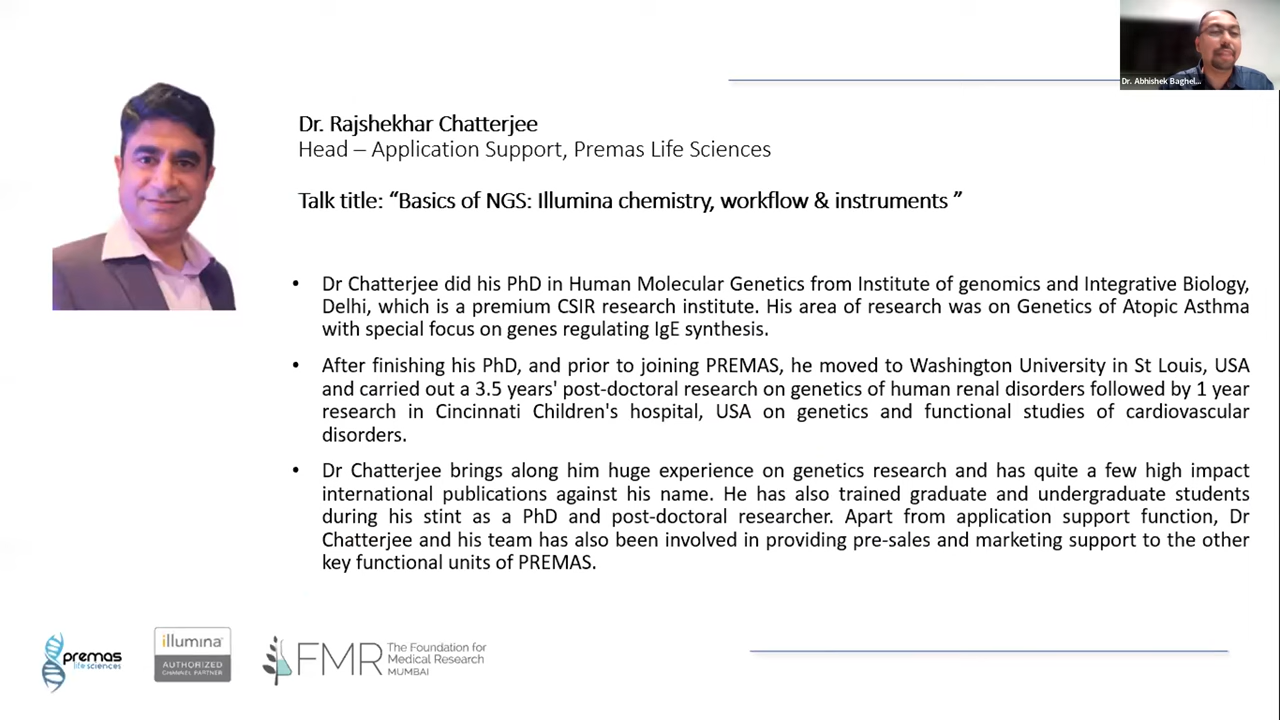 Dr. Abhishek Baghel...
Dr. Rajshekhar Chatterjee
Head – Application Support, Premas Life Sciences
Talk title: “Basics of NGS: Illumina chemistry, workflow & instruments ”
• Dr Chatterjee did his PhD in Human Molecular Genetics from Institute of genomics and Integrative Biology,
Delhi, which is a premium CSIR research institute. His area of research was on Genetics of Atopic Asthma
with special focus on genes regulating IgE synthesis.
• After finishing his PhD, and prior to joining PREMAS, he moved to Washington University in St Louis, USA
and carried out a 3.5 years' post-doctoral research on genetics of human renal disorders followed by 1 year
research in Cincinnati Children's hospital, USA on genetics and functional studies of cardiovascular
disorders.
• Dr Chatterjee brings along him huge experience on genetics research and has quite a few high impact
international publications against his name. He has also trained graduate and undergraduate students
during his stint as a PhD and post-doctoral researcher. Apart from application support function, Dr
Chatterjee and his team has also been involved in providing pre-sales and marketing support to the other
key functional units of PREMAS.
premas
life sciences
illumina
AUTHORIZED
CHANNEL PARTNER
FMR
The Foundation for
Medical Research
MUMBAI